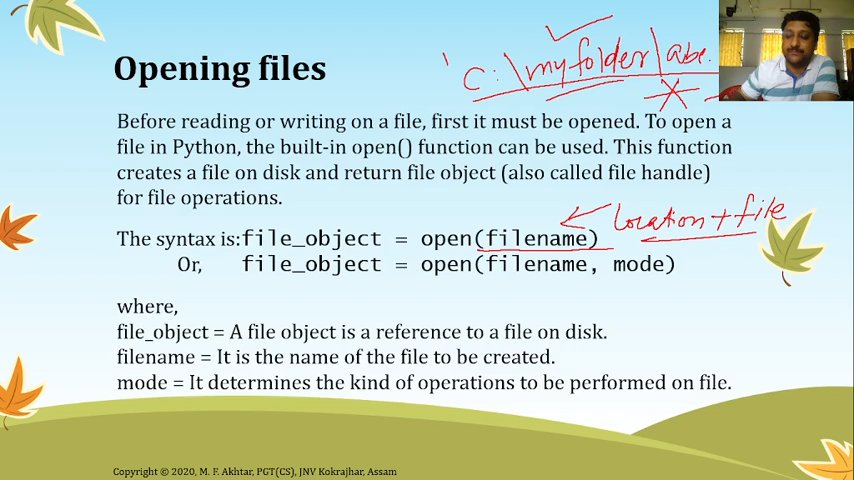 Opening files
C:\myfolder\abc.
Before reading or writing on a file, first it must be opened. To open a
file in Python, the built-in open() function can be used. This function
creates a file on disk and return file object (also called file handle)
for file operations.
location + file
The syntax is:file_object = open(filename)
Or, file_object = open(filename, mode)
where,
file_object = A file object is a reference to a file on disk.
filename = It is the name of the file to be created.
mode = It determines the kind of operations to be performed on file.
Copyright © 2020, M. F. Akhtar, PGT(CS), JNV Kokrajhar, Assam